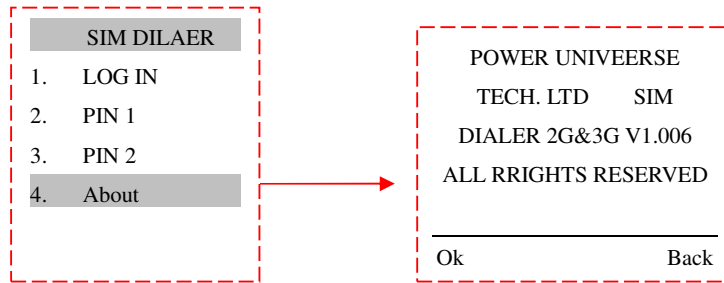 SIM DILAER
1. LOG IN
2. PIN 1
3. PIN 2
4. About
POWER UNIVEERSE
TECH. LTD SIM
DIALER 2G&3G V1.006
ALL RRIGHTS RESERVED
Ok Back